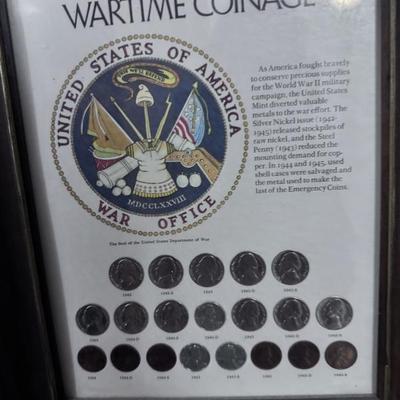 WARTIME COINAGE
UNITED STATES OF AMERICA
WAR OFFICE
MDCCLXXVIII
As America fought bravely
to conserve precious supplies
for the World War II military
campaign, the United States
Mint diverted valuable
metals to the war effort. The
Silver Nickel issue (1942-
1945) released stockpiles of
raw nickel, and the Steel
Penny (1943) reduced the
mounting demand for cop-
per. In 1944 and 1945, used
shell cases were salvaged and
the metal used to make the
last of the Emergency Coins.
The Seal of the United States Department of War